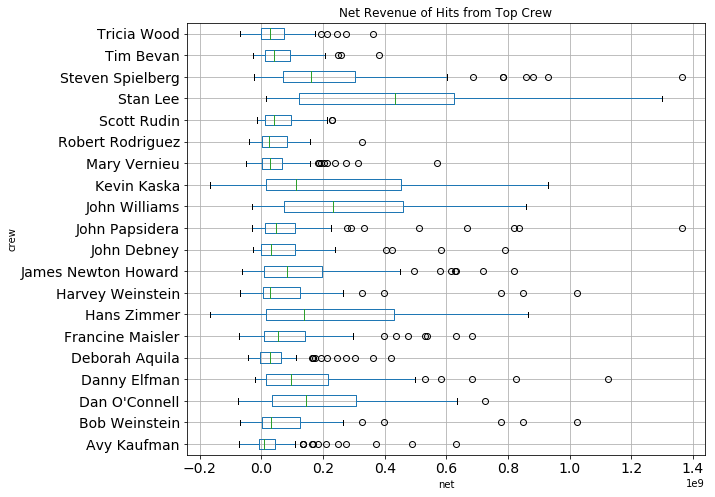 Net Revenue of Hits from Top Crew
Tricia Wood
Tim Bevan
Steven Spielberg
Stan Lee
Scott Rudin
Robert Rodriguez
Mary Vernieu
Kevin Kaska
John Williams
John Papsidera
John Debney
James Newton Howard
Harvey Weinstein
Hans Zimmer
Francine Maisler
Deborah Aquila
Danny Elfman
Dan O'Connell
Bob Weinstein
Avy Kaufman
crew
−0.2 0.0 0.2 0.4 0.6 0.8 1.0 1.2 1.4
net
1e9